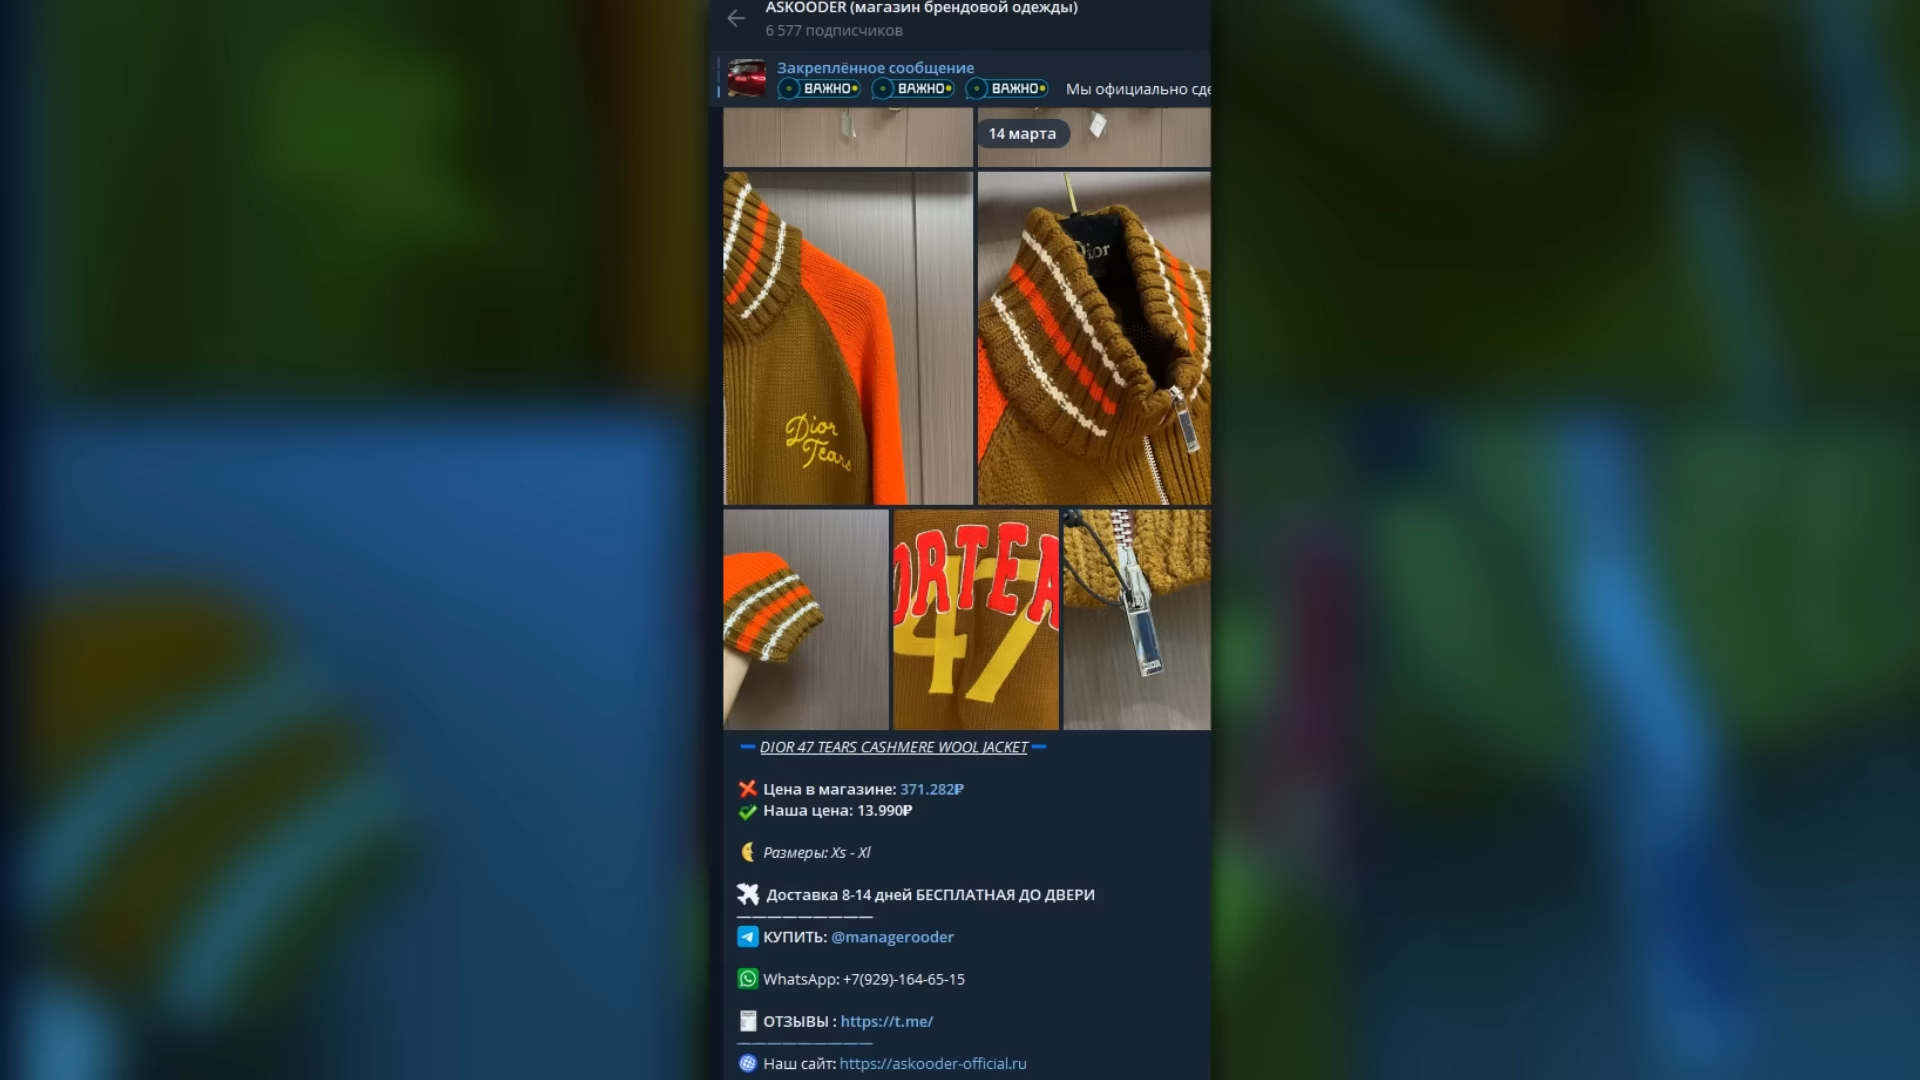 ASKOODER (магазин брендовой одежды)
6 577 подписчиков
Закреплённое сообщение
ВАЖНО ВАЖНО ВАЖНО Мы официально сде
14 марта
Dior
Dior
Tears
ORTEA
47
DIOR 47 TEARS CASHMERE WOOL JACKET
Цена в магазине: 371.282₽
Наша цена: 13.990₽
Размеры: Xs - Xl
Доставка 8-14 дней БЕСПЛАТНАЯ ДО ДВЕРИ
КУПИТЬ: @managerooder
WhatsApp: +7(929)-164-65-15
ОТЗЫВЫ : https://t.me/
Наш сайт: https://askooder-official.ru